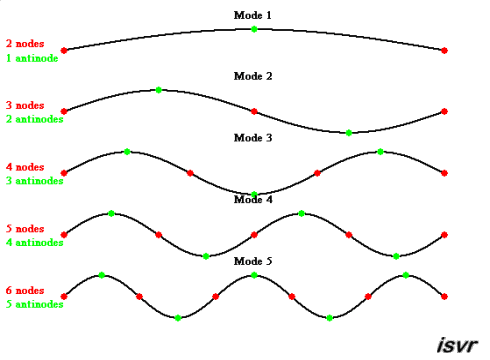 Mode 1
2 nodes
1 antinode
Mode 2
3 nodes
2 antinodes
Mode 3
4 nodes
3 antinodes
Mode 4
5 nodes
4 antinodes
Mode 5
6 nodes
5 antinodes
isvr